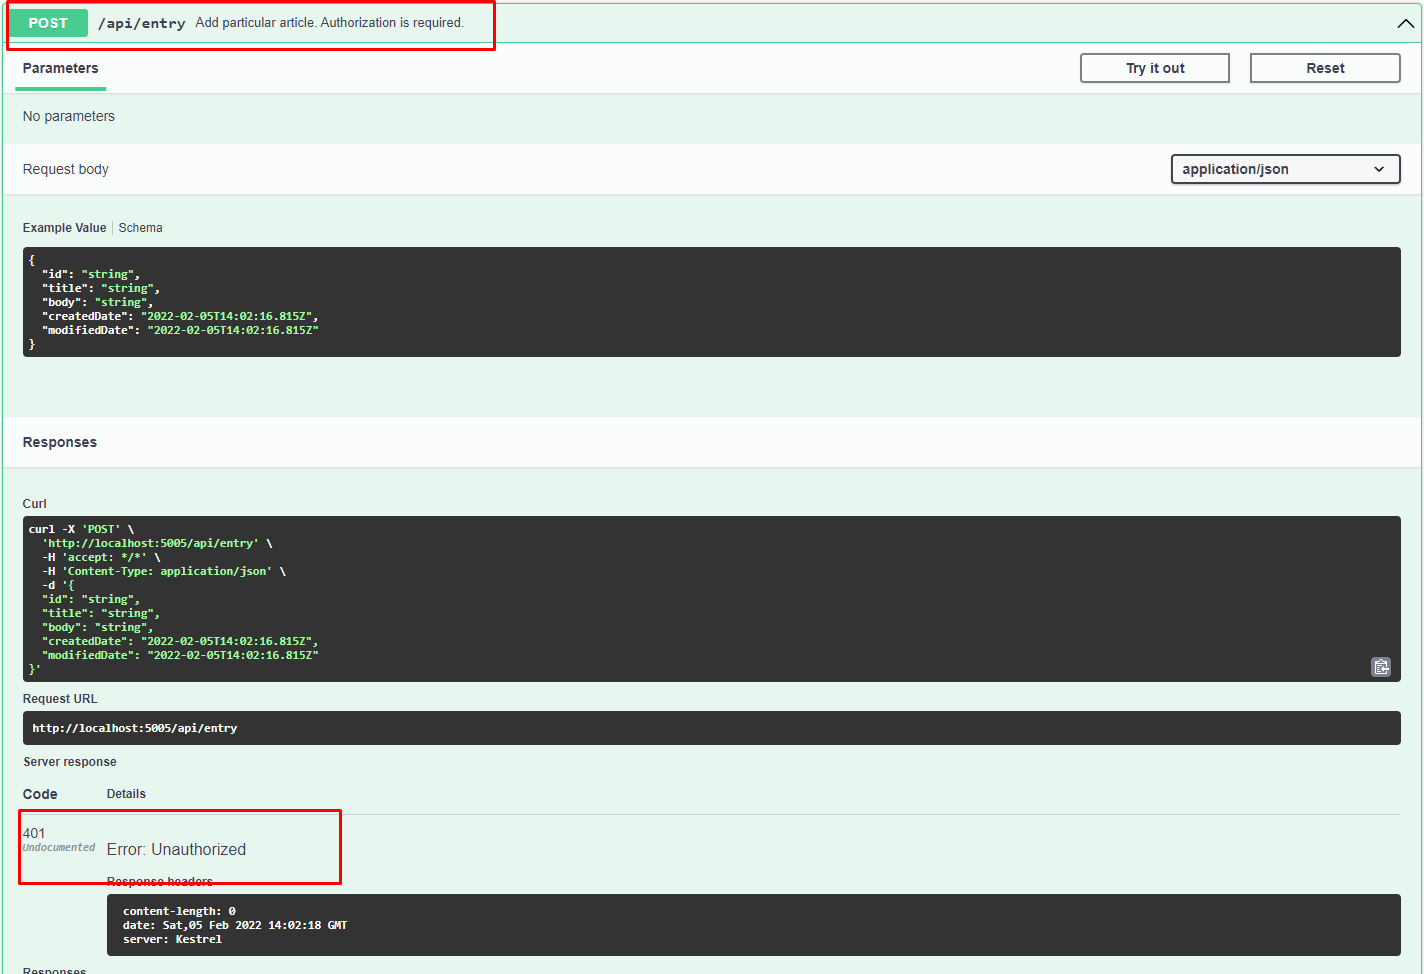 POST /api/entry Add particular article. Authorization is required.
Parameters Try it out Reset
No parameters
Request body application/json
Example Value Schema
{
"id": "string",
"title": "string",
"body": "string",
"createdDate": "2022-02-05T14:02:16.815Z",
"modifiedDate": "2022-02-05T14:02:16.815Z"
}
Responses
Curl
curl -X 'POST' \
'http://localhost:5005/api/entry' \
-H 'accept: */*' \
-H 'Content-Type: application/json' \
-d '{
"id": "string",
"title": "string",
"body": "string",
"createdDate": "2022-02-05T14:02:16.815Z",
"modifiedDate": "2022-02-05T14:02:16.815Z"
}'
Request URL
http://localhost:5005/api/entry
Server response
Code Details
401
Undocumented Error: Unauthorized
Response headers
content-length: 0
date: Sat,05 Feb 2022 14:02:18 GMT
server: Kestrel
Responses